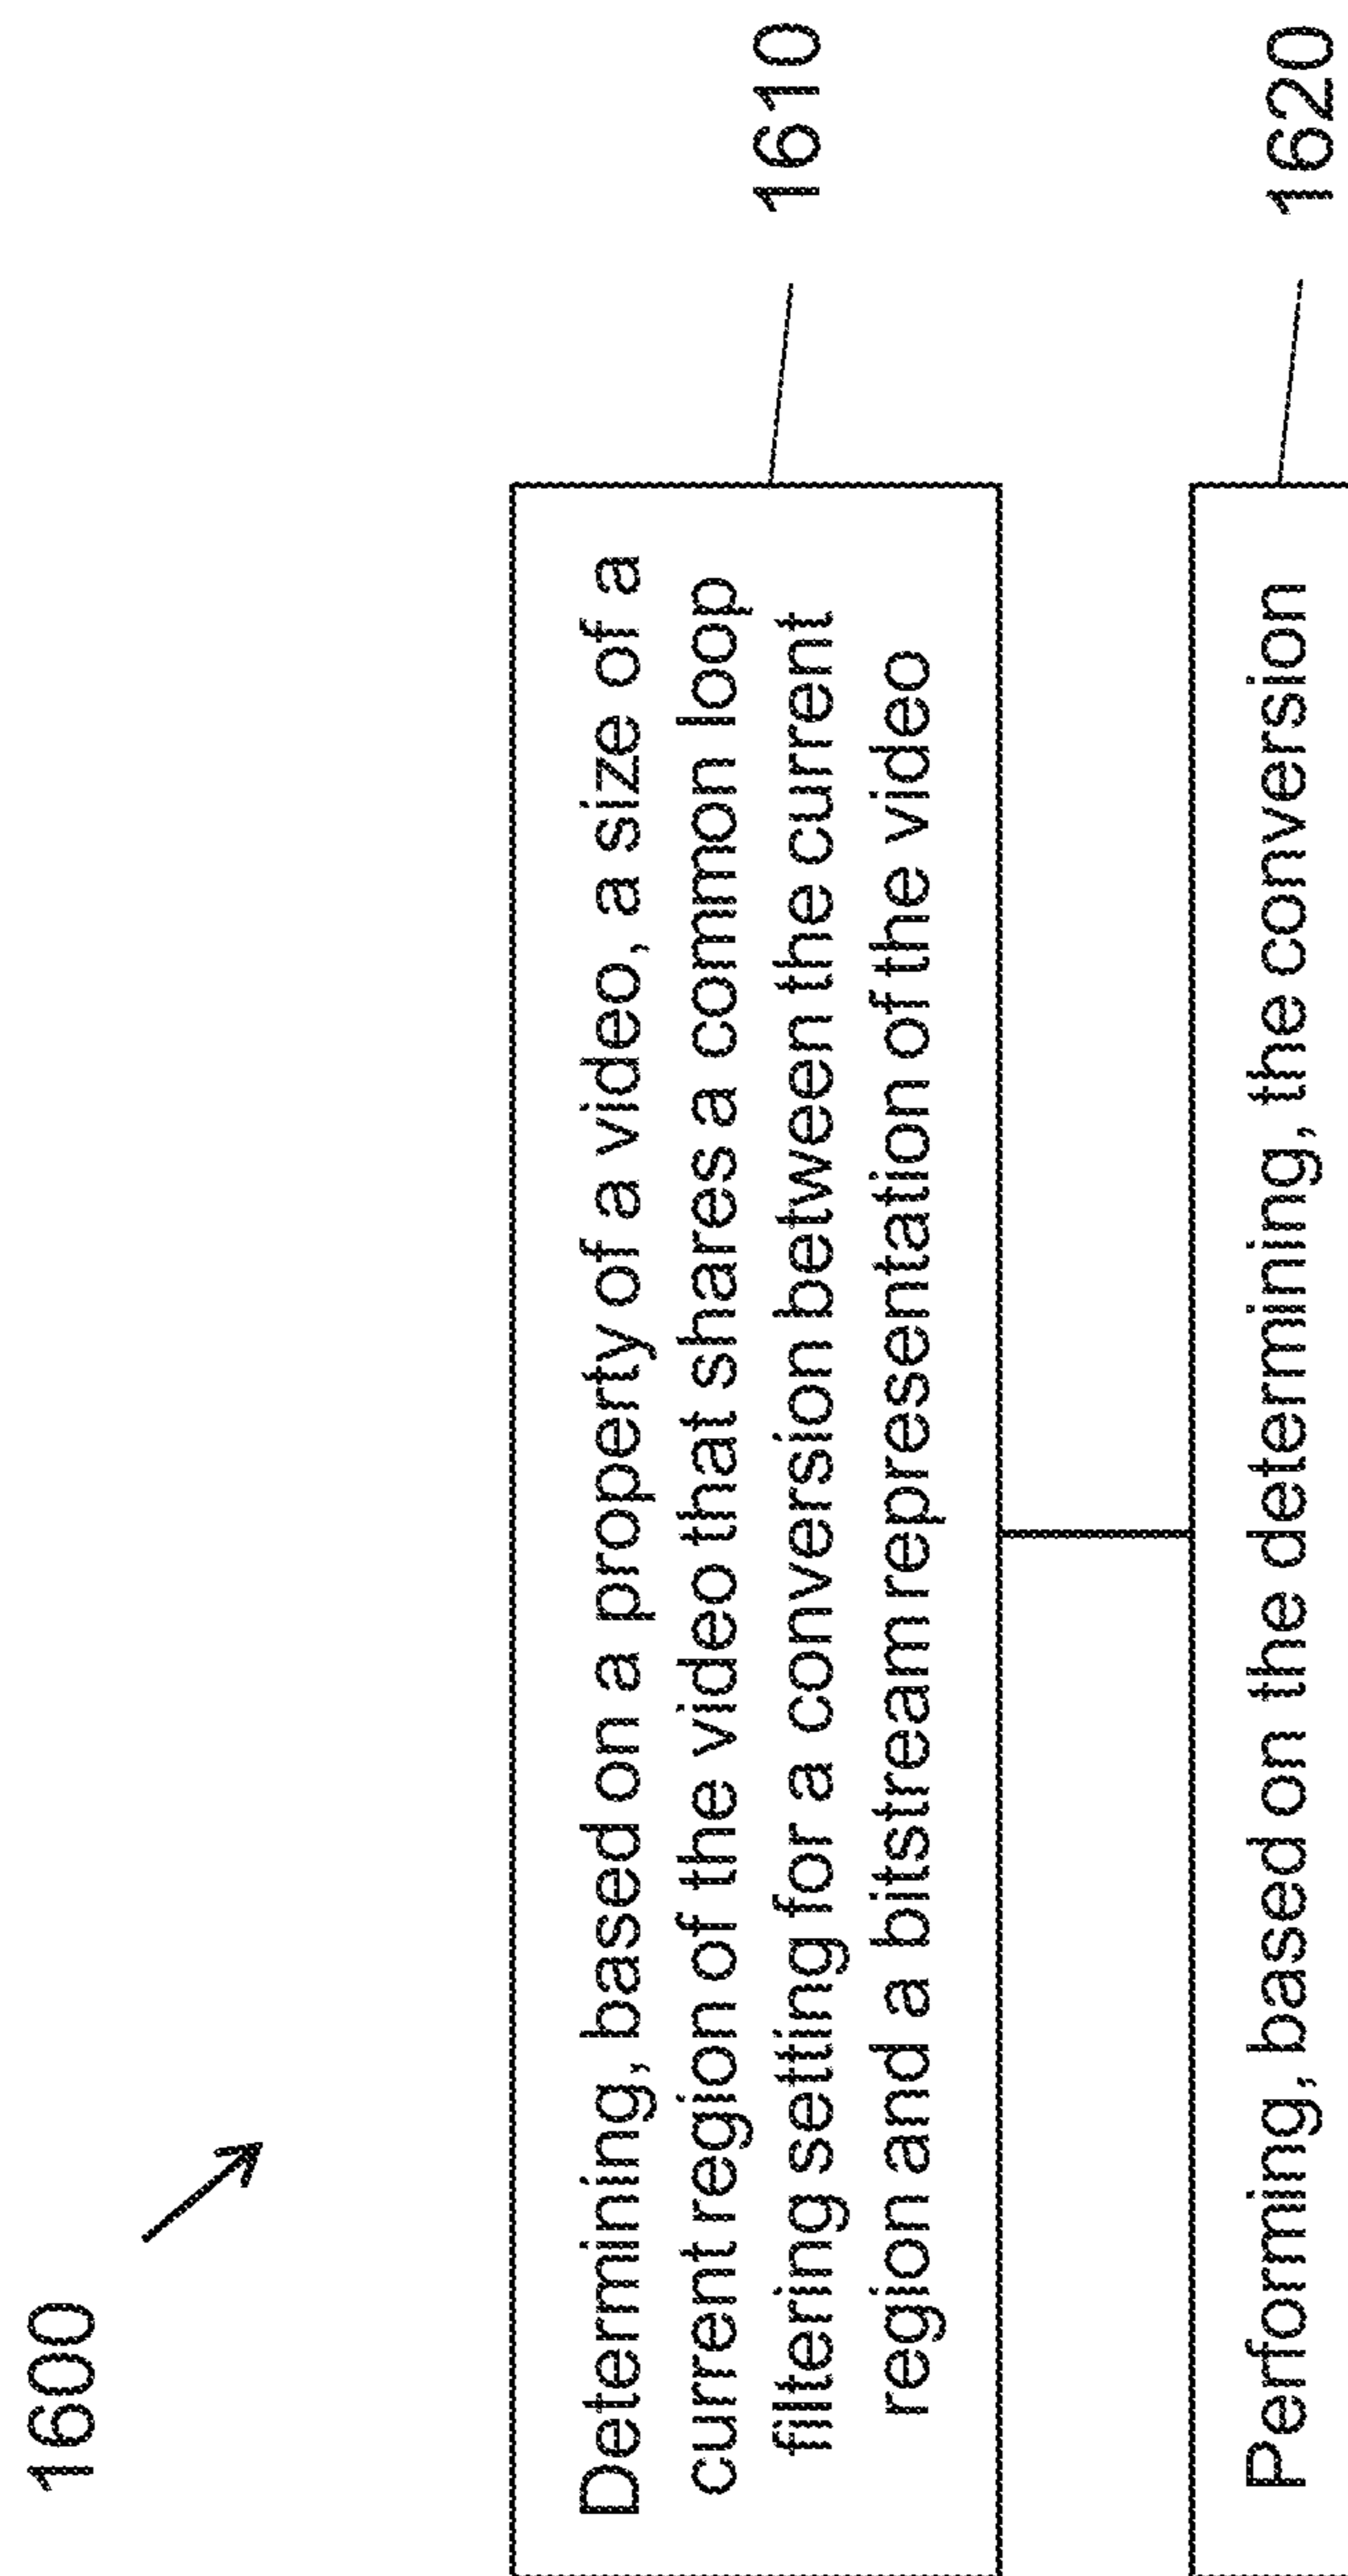 1600
Determining, based on a property of a video, a size of a
current region of the video that shares a common loop
filtering setting for a conversion between the current
region and a bitstream representation of the video
1610
Performing, based on the determining, the conversion
1620